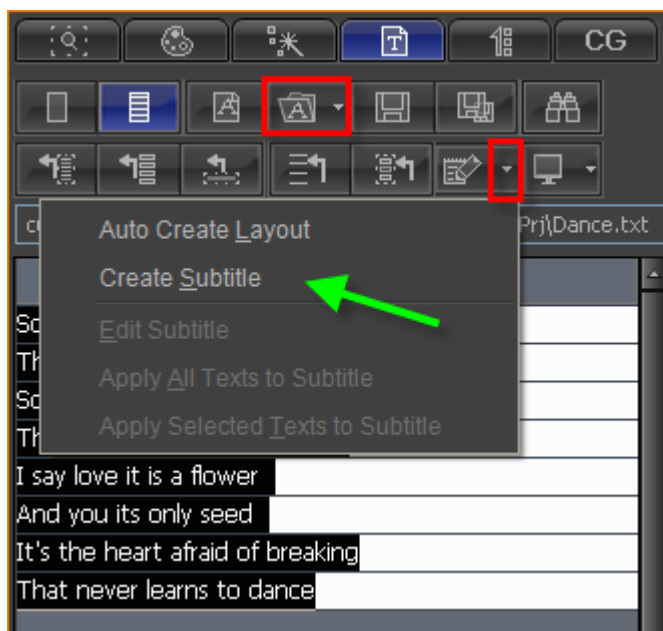 CG
Prj\Dance.txt
Auto Create Layout
Create Subtitle
Edit Subtitle
Apply All Texts to Subtitle
Apply Selected Texts to Subtitle
I say love it is a flower
And you its only seed
It's the heart afraid of breaking
That never learns to dance